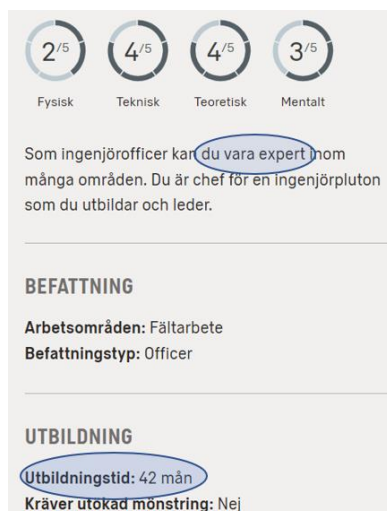 2/5 4/5 4/5 3/5
Fysisk Teknisk Teoretisk Mentalt
Som ingenjörofficer kan du vara expert inom
många områden. Du är chef för en ingenjörpluton
som du utbildar och leder.
BEFATTNING
Arbetsområden: Fältarbete
Befattningstyp: Officer
UTBILDNING
Utbildningstid: 42 mån
Kräver utökad mönstring: Nej